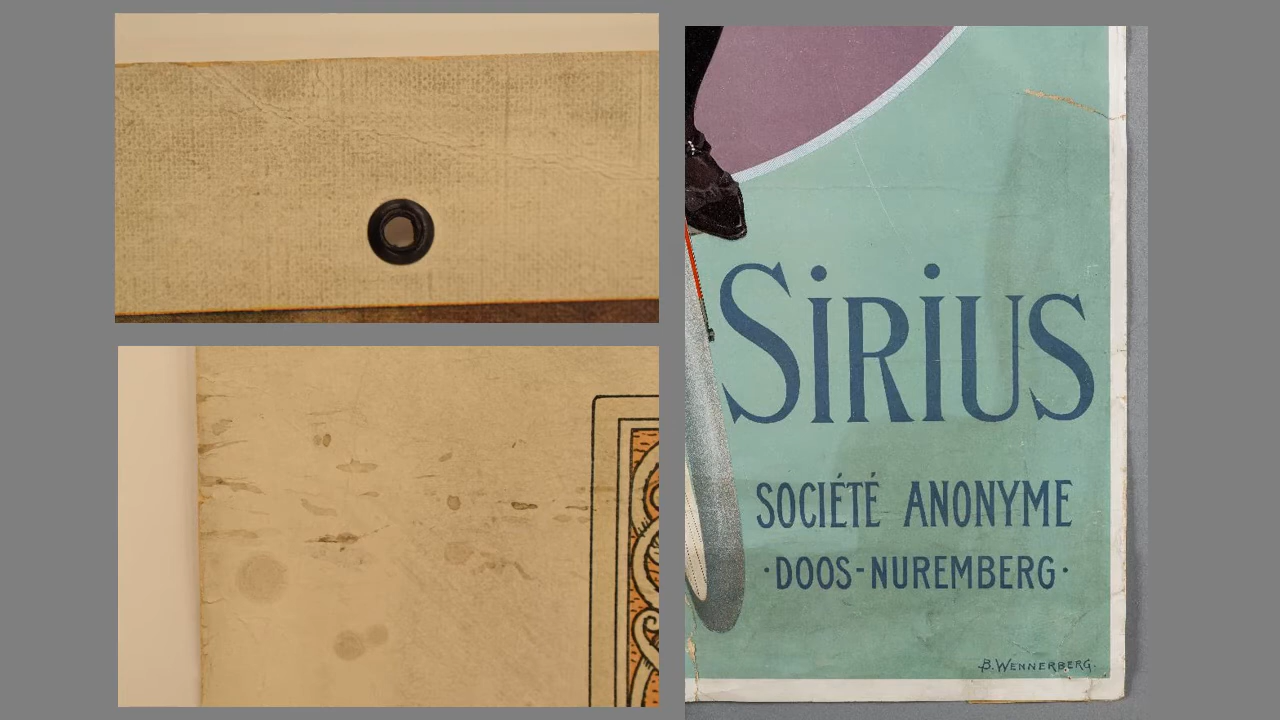 SiRiUS
SOCIÉTÉ ANONYME
·DOOS-NUREMBERG·
B. WENNERBERG.